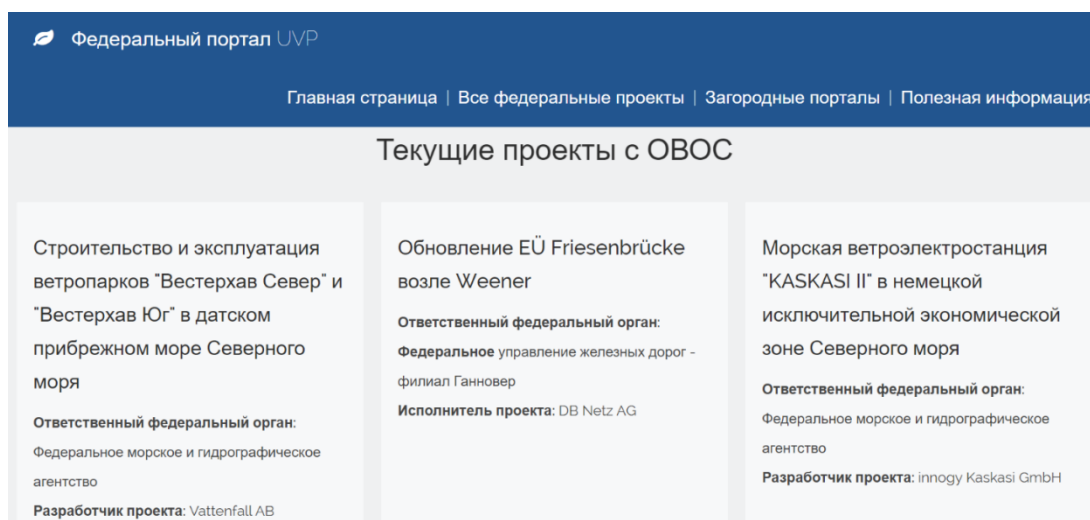 Федеральный портал UVP
Главная страница | Все федеральные проекты | Загородные порталы | Полезная информация
Текущие проекты с ОВОС
Строительство и эксплуатация
ветропарков "Вестерхав Север" и
"Вестерхав Юг" в датском
прибрежном море Северного
моря
Ответственный федеральный орган:
Федеральное морское и гидрографическое
агентство
Разработчик проекта: Vattenfall AB
Обновление EÜ Friesenbrücke
возле Weener
Ответственный федеральный орган:
Федеральное управление железных дорог -
филиал Ганновер
Исполнитель проекта: DB Netz AG
Морская ветроэлектростанция
"KASKASI II" в немецкой
исключительной экономической
зоне Северного моря
Ответственный федеральный орган:
Федеральное морское и гидрографическое
агентство
Разработчик проекта: innogy Kaskasi GmbH